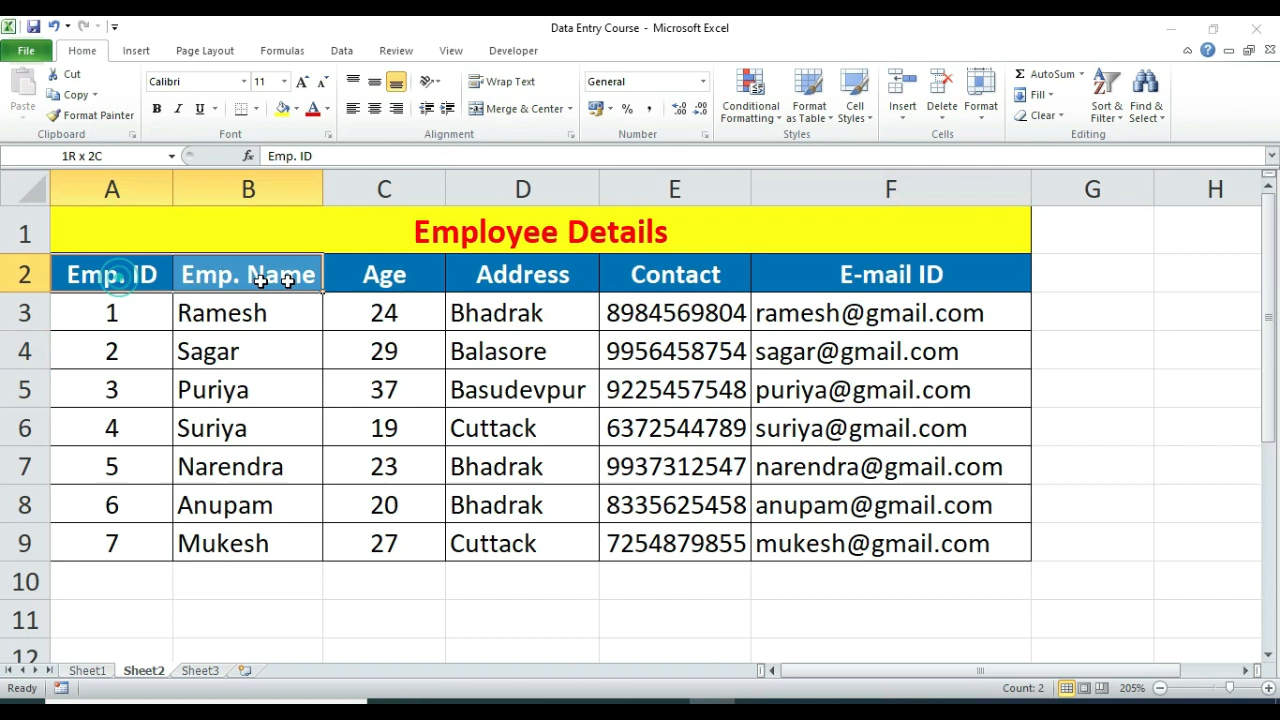 Data Entry Course - Microsoft Excel
File Home Insert Page Layout Formulas Data Review View Developer
Paste
Cut
Copy
Format Painter
Clipboard
Calibri 11
B I U
Font
Wrap Text
Merge & Center
Alignment
General
% ,
Number
Conditional Formatting
Format as Table
Cell Styles
Styles
Insert Delete Format
Cells
Σ AutoSum
Fill
Clear
Sort & Filter
Find & Select
Editing
1R x 2C fx Emp. ID
A B C D E F G H
1 Employee Details
2 Emp. ID Emp. Name Age Address Contact E-mail ID
3 1 Ramesh 24 Bhadrak 8984569804 ramesh@gmail.com
4 2 Sagar 29 Balasore 9956458754 sagar@gmail.com
5 3 Puriya 37 Basudevpur 9225457548 puriya@gmail.com
6 4 Suriya 19 Cuttack 6372544789 suriya@gmail.com
7 5 Narendra 23 Bhadrak 9937312547 narendra@gmail.com
8 6 Anupam 20 Bhadrak 8335625458 anupam@gmail.com
9 7 Mukesh 27 Cuttack 7254879855 mukesh@gmail.com
10
11
12
Sheet1 Sheet2 Sheet3
Ready Count: 2 205%